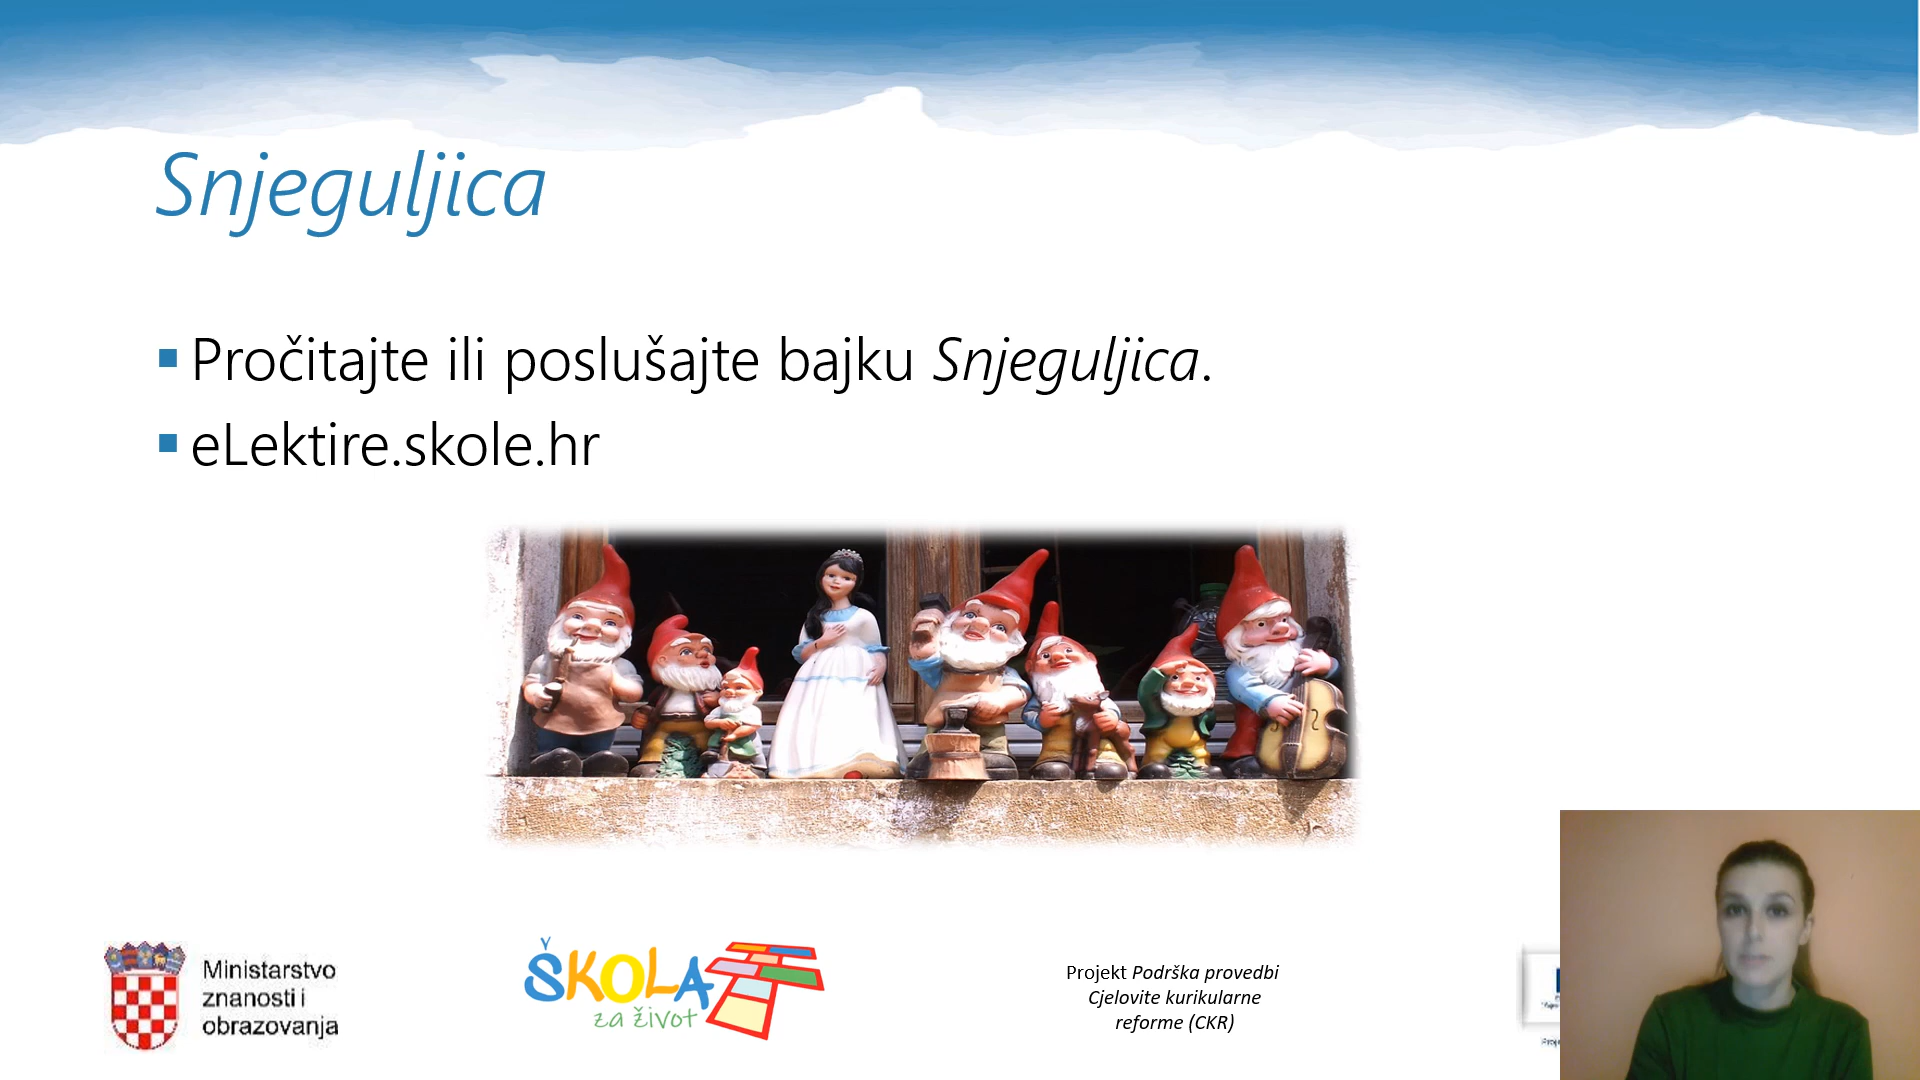 Snjeguljica
Pročitajte ili poslušajte bajku Snjeguljica.
eLektire.skole.hr
Ministarstvo
znanosti i
obrazovanja
ŠKOLA
za život
Projekt Podrška provedbi
Cjelovite kurikularne
reforme (CKR)